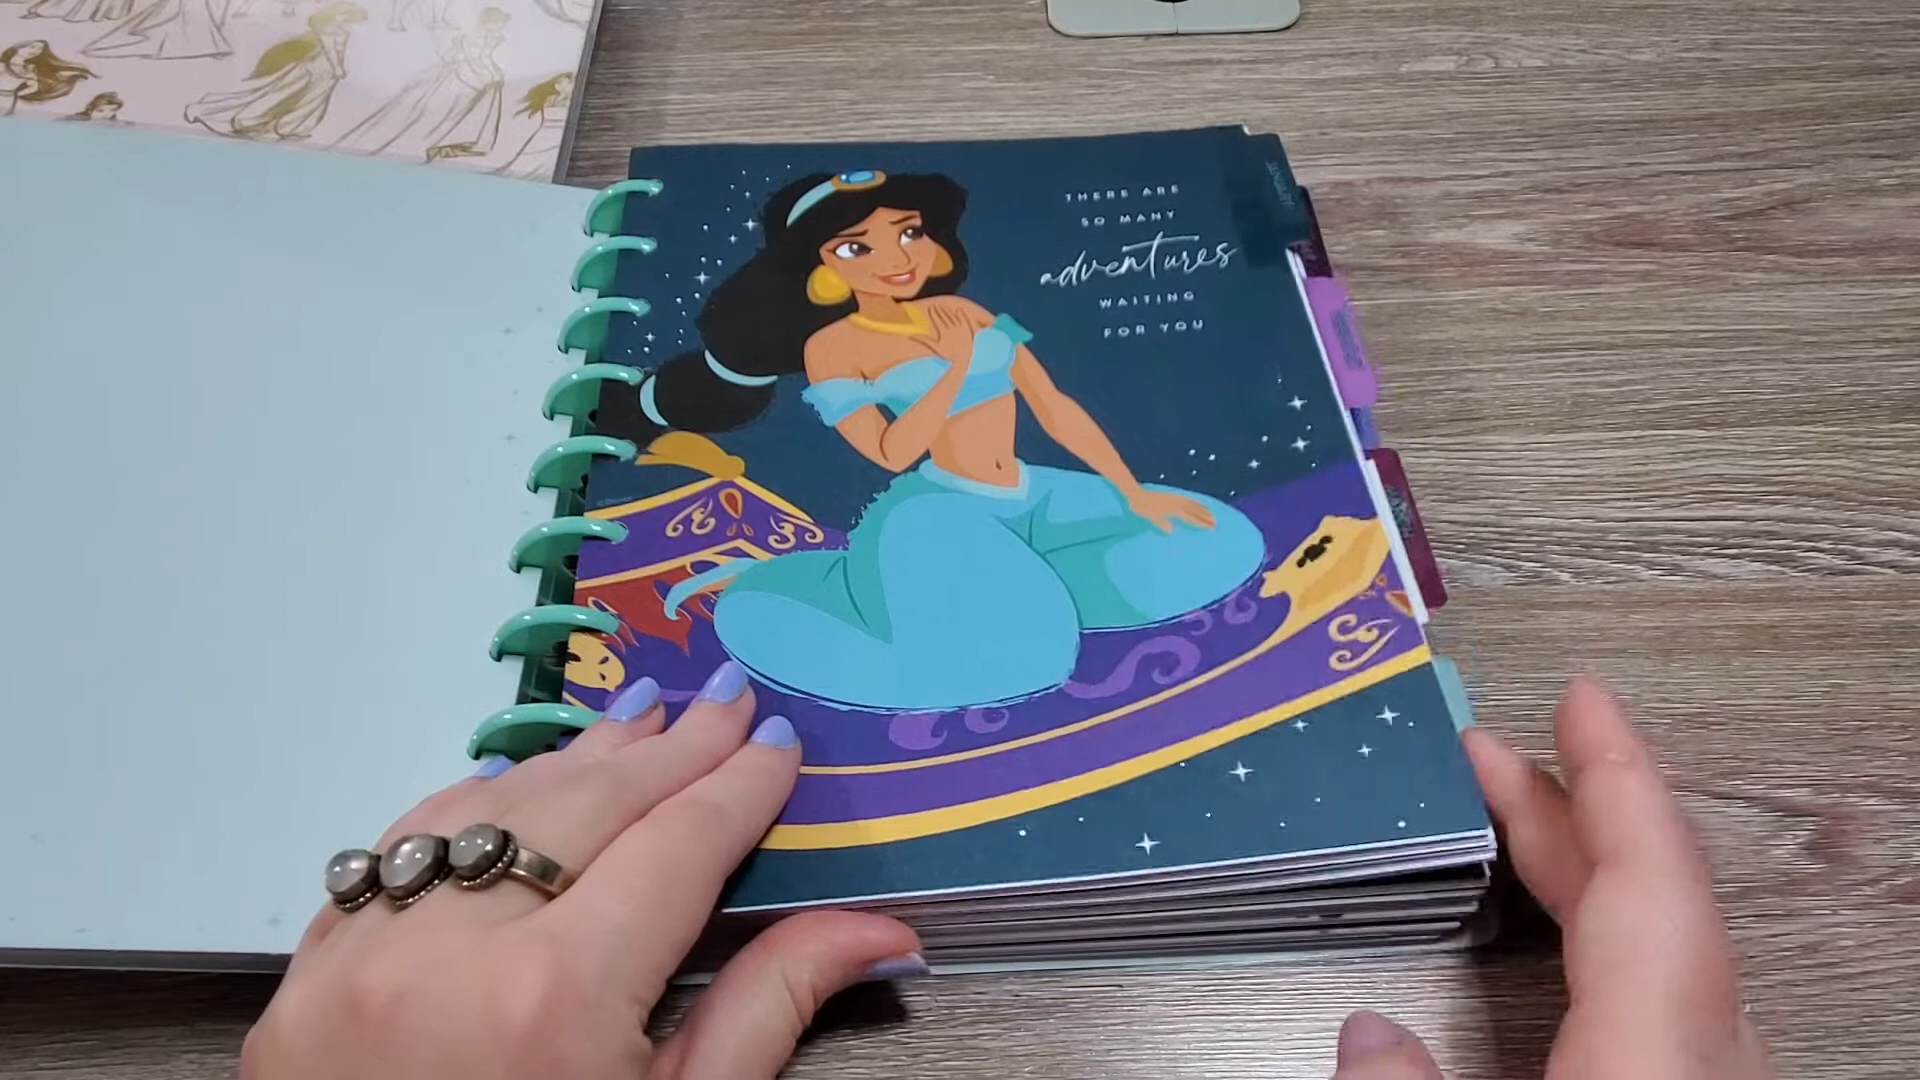 THERE ARE
SO MANY
adventures
WAITING
FOR YOU